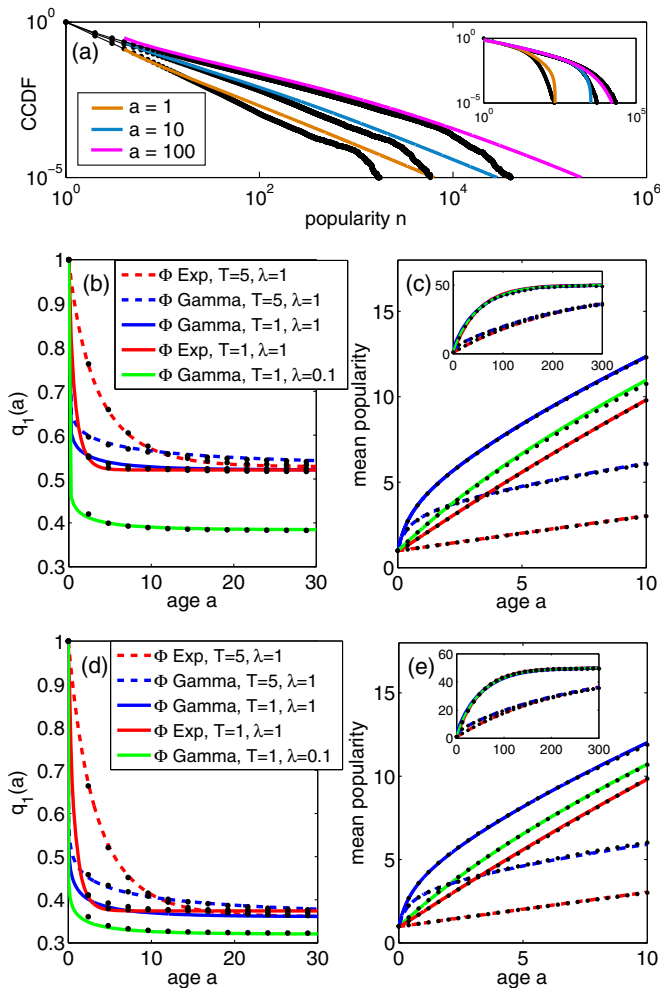 (a)
CCDF
10^0
10^-5
a = 1
a = 10
a = 100
10^0
10^-5
10^0
10^5
10^0
10^2
10^4
10^6
popularity n
(b)
q_1(a)
1
0.9
0.8
0.7
0.6
0.5
0.4
0.3
Φ Exp, T=5, λ=1
Φ Gamma, T=5, λ=1
Φ Gamma, T=1, λ=1
Φ Exp, T=1, λ=1
Φ Gamma, T=1, λ=0.1
0
10
20
30
age a
(c)
mean popularity
15
10
5
0
50
0
0
100
200
300
0
5
10
age a
(d)
q_1(a)
1
0.9
0.8
0.7
0.6
0.5
0.4
0.3
Φ Exp, T=5, λ=1
Φ Gamma, T=5, λ=1
Φ Gamma, T=1, λ=1
Φ Exp, T=1, λ=1
Φ Gamma, T=1, λ=0.1
0
10
20
30
age a
(e)
mean popularity
15
10
5
0
60
40
20
0
0
100
200
300
0
5
10
age a